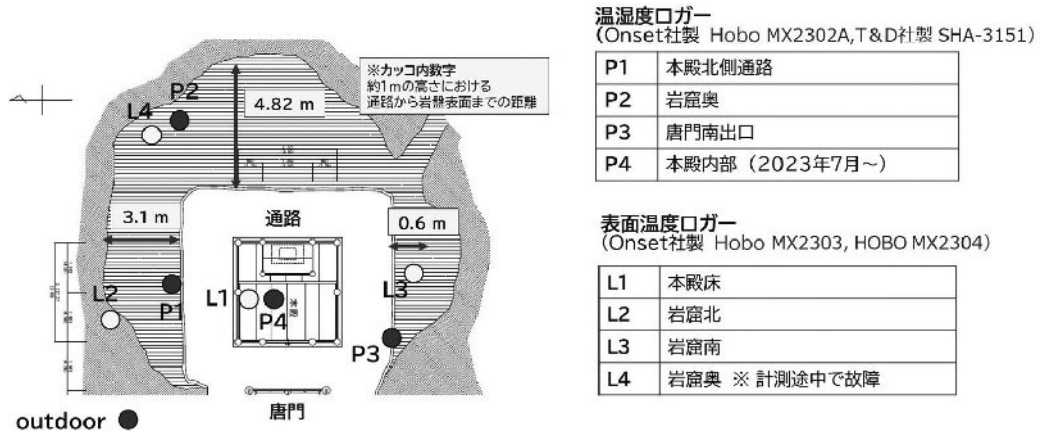 P2
L4
4.82 m
※カッコ内数字
約1mの高さにおける
通路から岩盤表面までの距離
3.1 m
通路
0.6 m
L2
P1
L1
P4
本殿
L3
P3
唐門
outdoor
温湿度ロガー
(Onset社製 Hobo MX2302A,T&D社製 SHA-3151)
P1 本殿北側通路
P2 岩窟奥
P3 唐門南出口
P4 本殿内部（2023年7月～）
表面温度ロガー
(Onset社製 Hobo MX2303, HOBO MX2304)
L1 本殿床
L2 岩窟北
L3 岩窟南
L4 岩窟奥 ※ 計測途中で故障